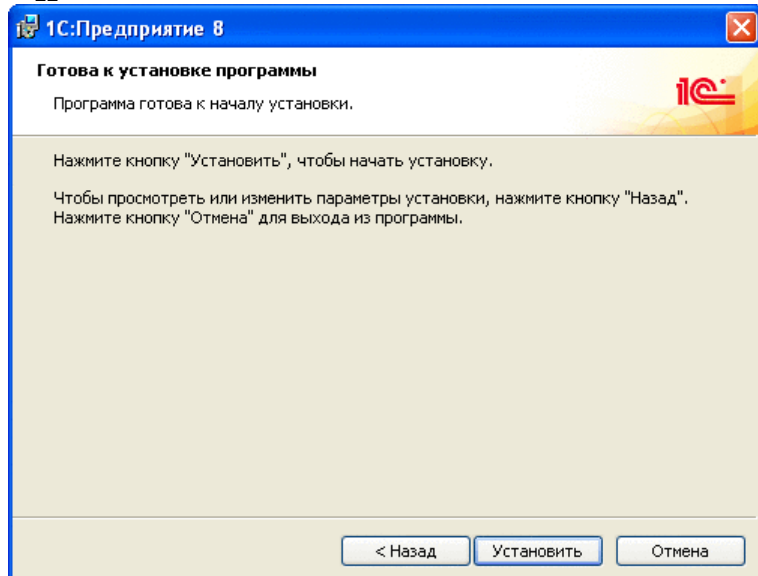 1С:Предприятие 8
Готова к установке программы
Программа готова к началу установки.
1С
Нажмите кнопку "Установить", чтобы начать установку.
Чтобы просмотреть или изменить параметры установки, нажмите кнопку "Назад".
Нажмите кнопку "Отмена" для выхода из программы.
< Назад
Установить
Отмена